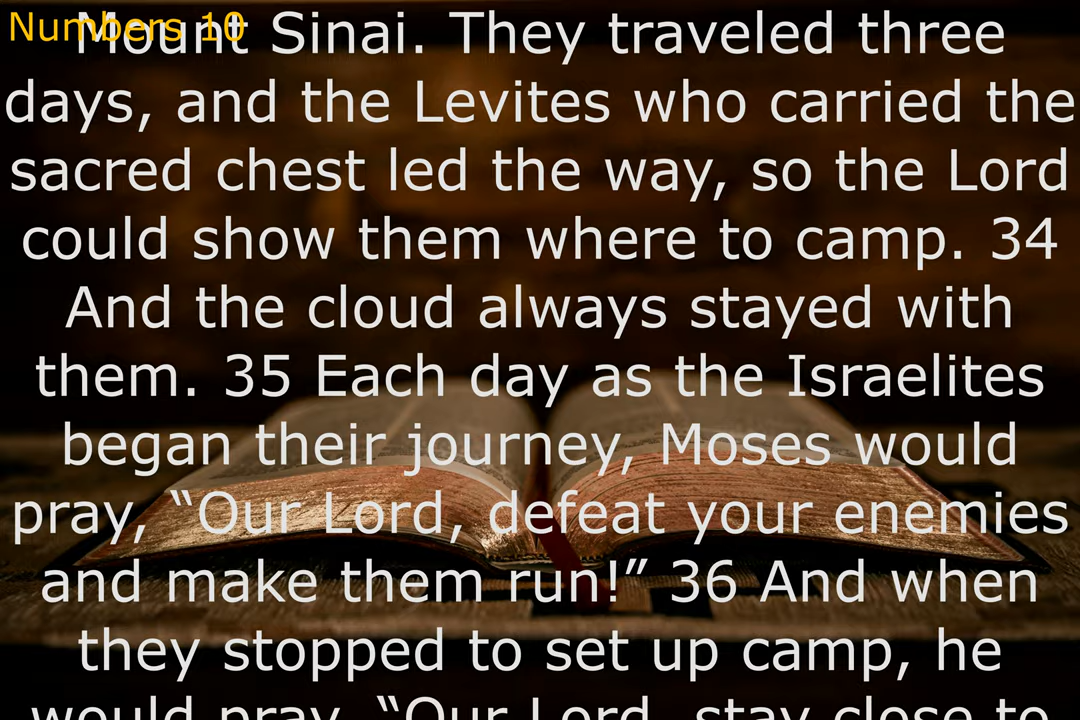 Numbers 10
Mount Sinai. They traveled three
days, and the Levites who carried the
sacred chest led the way, so the Lord
could show them where to camp. 34
And the cloud always stayed with
them. 35 Each day as the Israelites
began their journey, Moses would
pray, “Our Lord, defeat your enemies
and make them run!” 36 And when
they stopped to set up camp, he
would pray, “Our Lord, stay close to